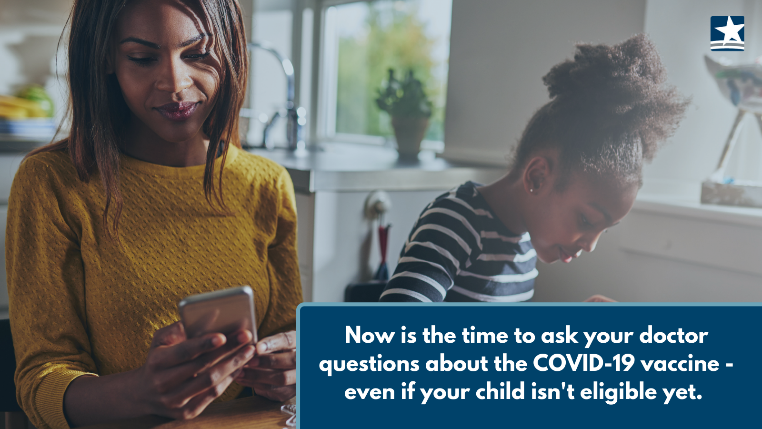 Now is the time to ask your doctor
questions about the COVID-19 vaccine -
even if your child isn't eligible yet.